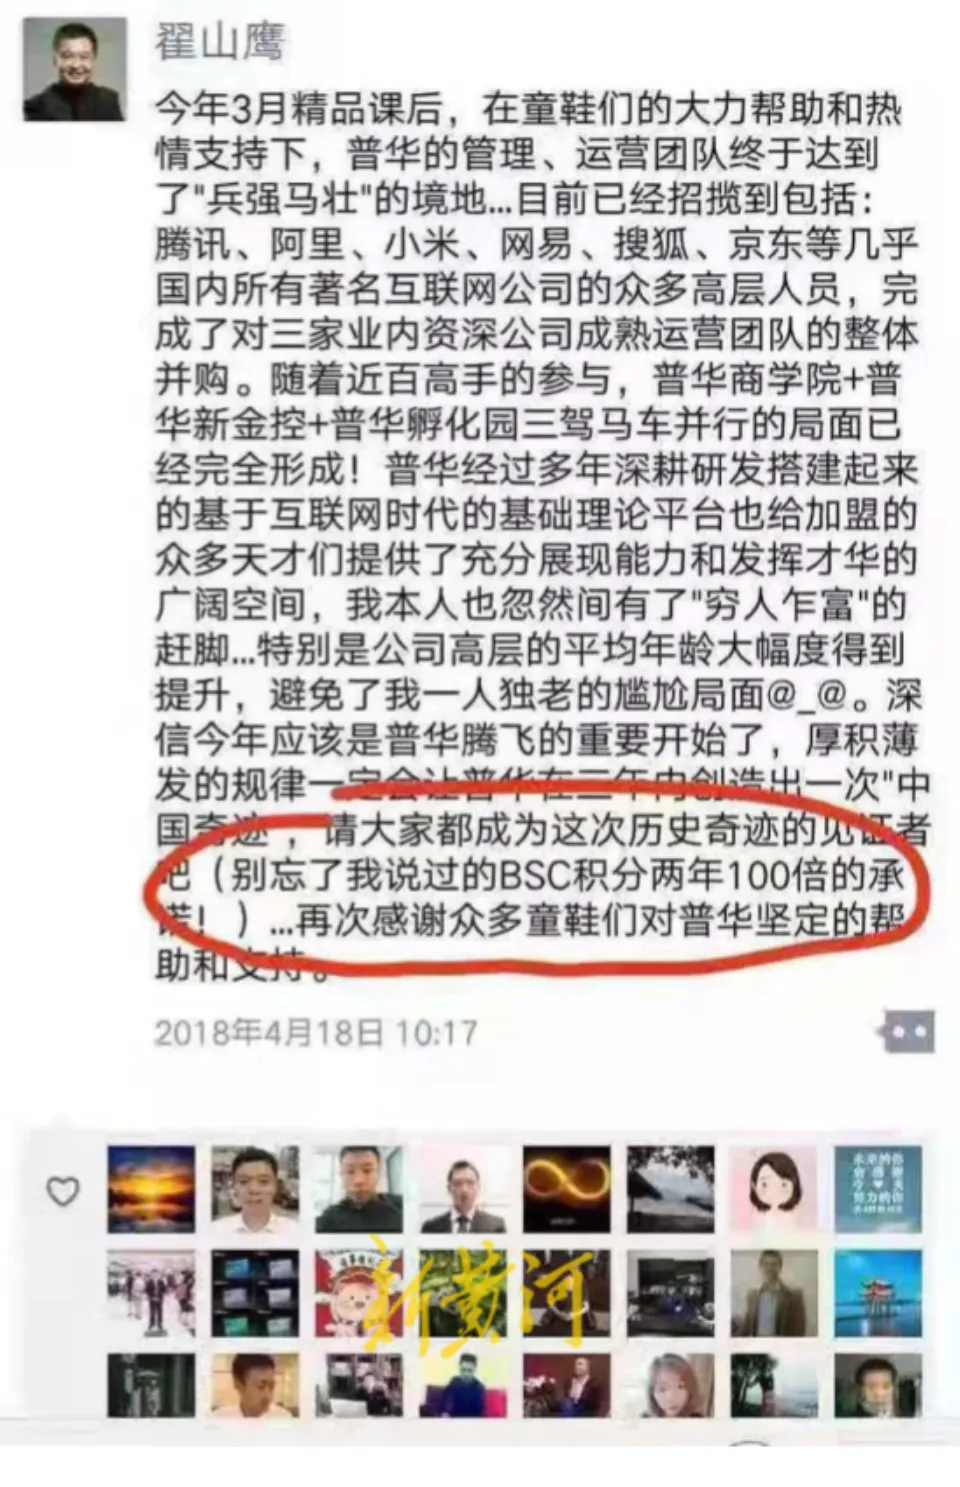 翟山鹰
今年3月精品课后，在童鞋们的大力帮助和热
情支持下，普华的管理、运营团队终于达到
了"兵强马壮"的境地...目前已经招揽到包括：
腾讯、阿里、小米、网易、搜狐、京东等几乎
国内所有著名互联网公司的众多高层人员，完
成了对三家业内资深公司成熟运营团队的整体
并购。随着近百高手的参与，普华商学院+普
华新金控+普华孵化园三驾马车并行的局面已
经完全形成！普华经过多年深耕研发搭建起来
的基于互联网时代的基础理论平台也给加盟的
众多天才们提供了充分展现能力和发挥才华的
广阔空间，我本人也忽然间有了"穷人乍富"的
赶脚...特别是公司高层的平均年龄大幅度得到
提升，避免了我一人独老的尴尬局面@_@。深
信今年应该是普华腾飞的重要开始了，厚积薄
发的规律一定会让普华在三年内创造出一次"中
国奇迹"，请大家都成为这次历史奇迹的见证者
吧（别忘了我说过的BSC积分两年100倍的承
诺！）...再次感谢众多童鞋们对普华坚定的帮
助和支持。
2018年4月18日 10:17
未来的你
会感谢
今天
努力的你
新黄河